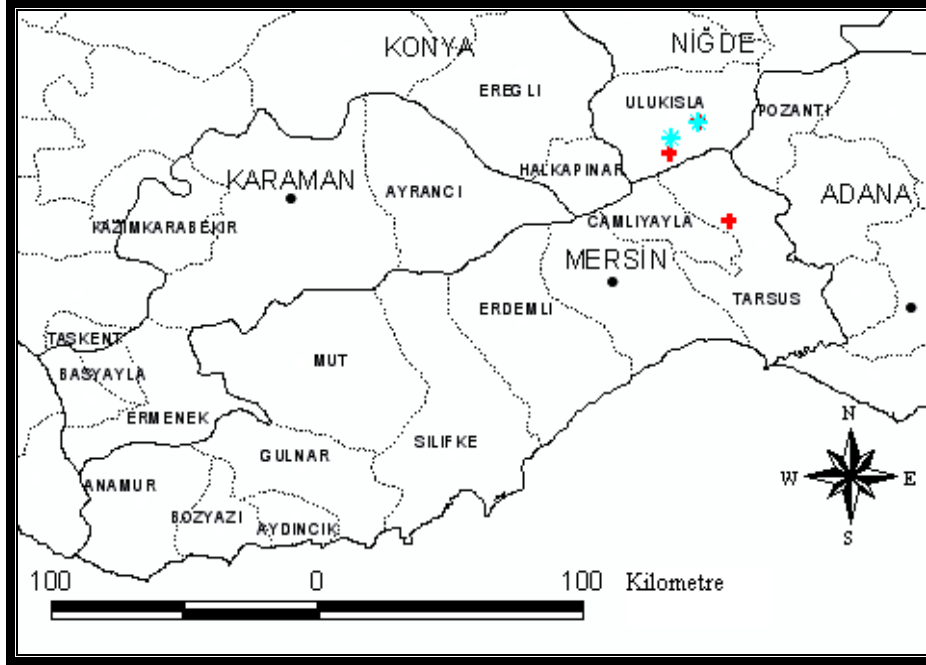 KONYA
NİĞDE
EREGLI
ULUKISLA
POZANTI
HALKAPINAR
KARAMAN
AYRANCI
ADANA
KAZIMKARABEKIR
CAMLIYAYLA
MERSİN
TARSUS
ERDEMLI
TASKENT
MUT
BASYAYLA
ERMENEK
SILIFKE
GULNAR
ANAMUR
BOZYAZI
AYDINCIK
N
W E
S
100 0 100 Kilometre